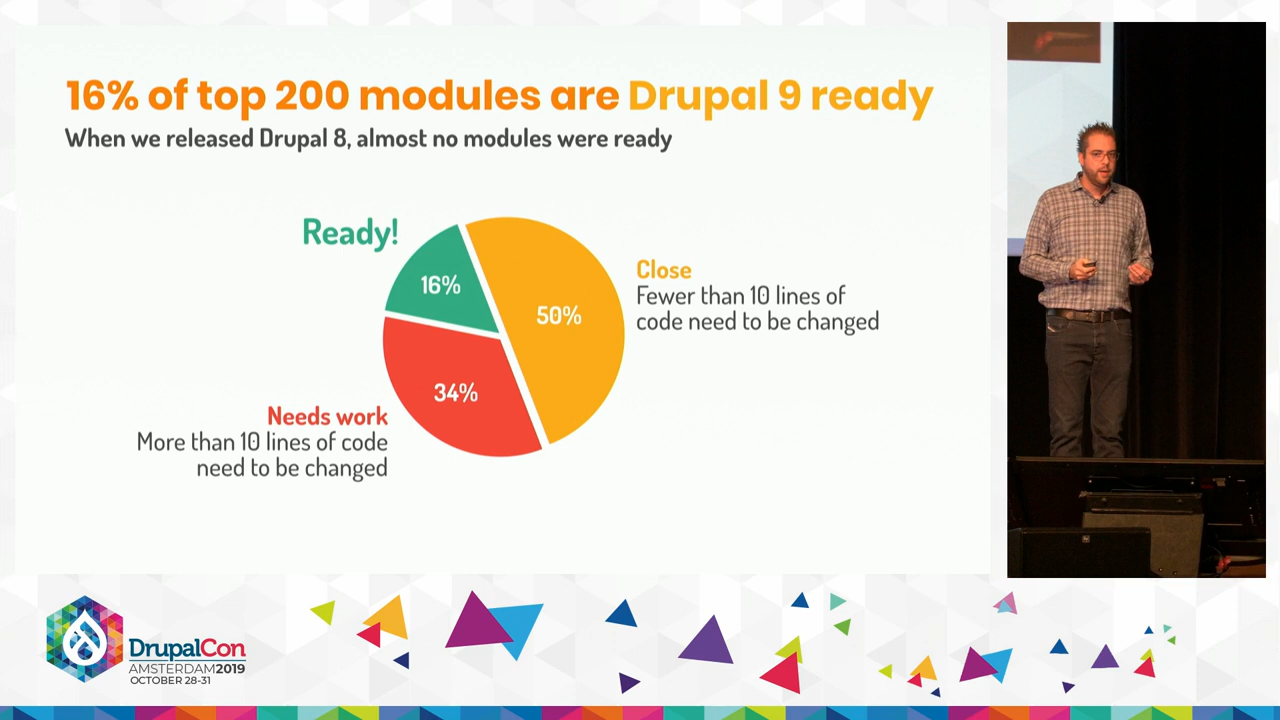 16% of top 200 modules are Drupal 9 ready
When we released Drupal 8, almost no modules were ready
Ready!
16%
50%
Close
Fewer than 10 lines of
code need to be changed
34%
Needs work
More than 10 lines of code
need to be changed
DrupalCon
AMSTERDAM2019
OCTOBER 28-31